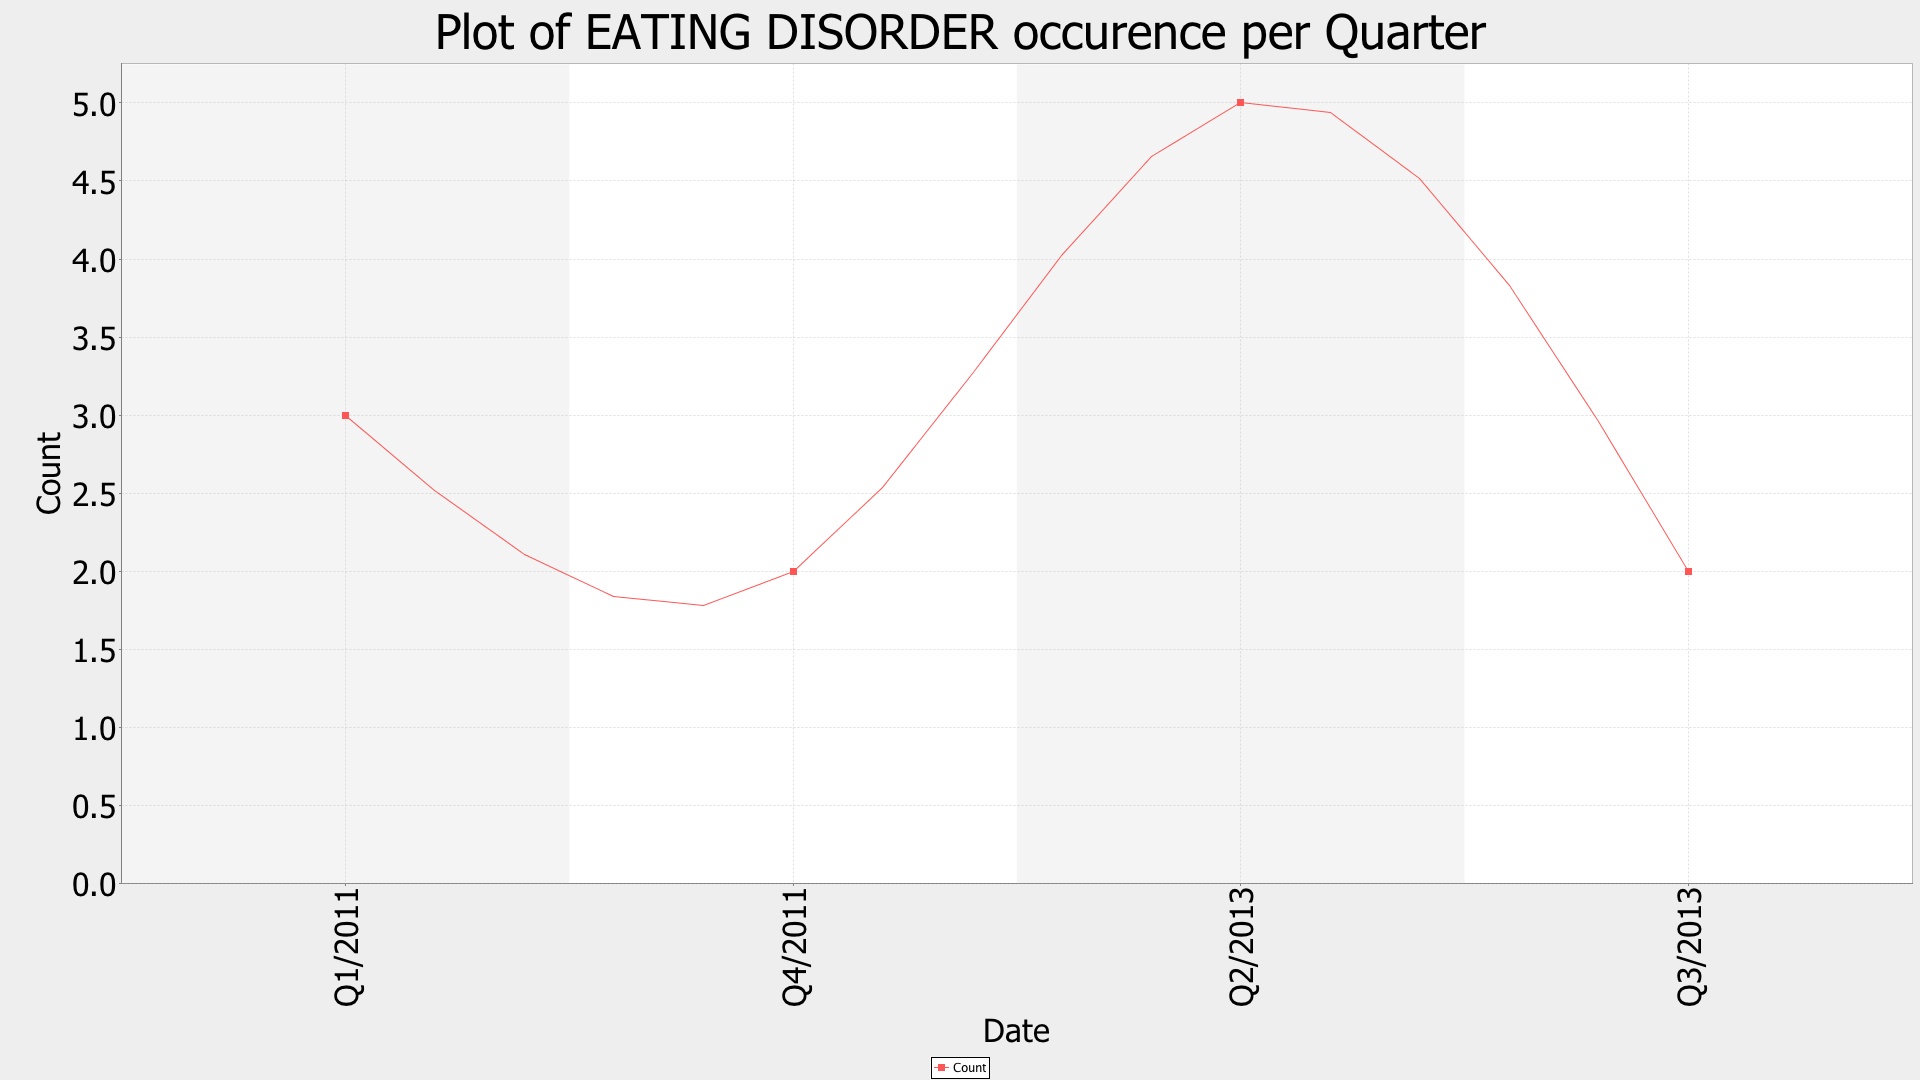 Plot of EATING DISORDER occurence per Quarter
5.0
4.5
4.0
3.5
3.0
2.5
2.0
1.5
1.0
0.5
0.0
Count
Q1/2011
Q4/2011
Q2/2013
Q3/2013
Date
Count